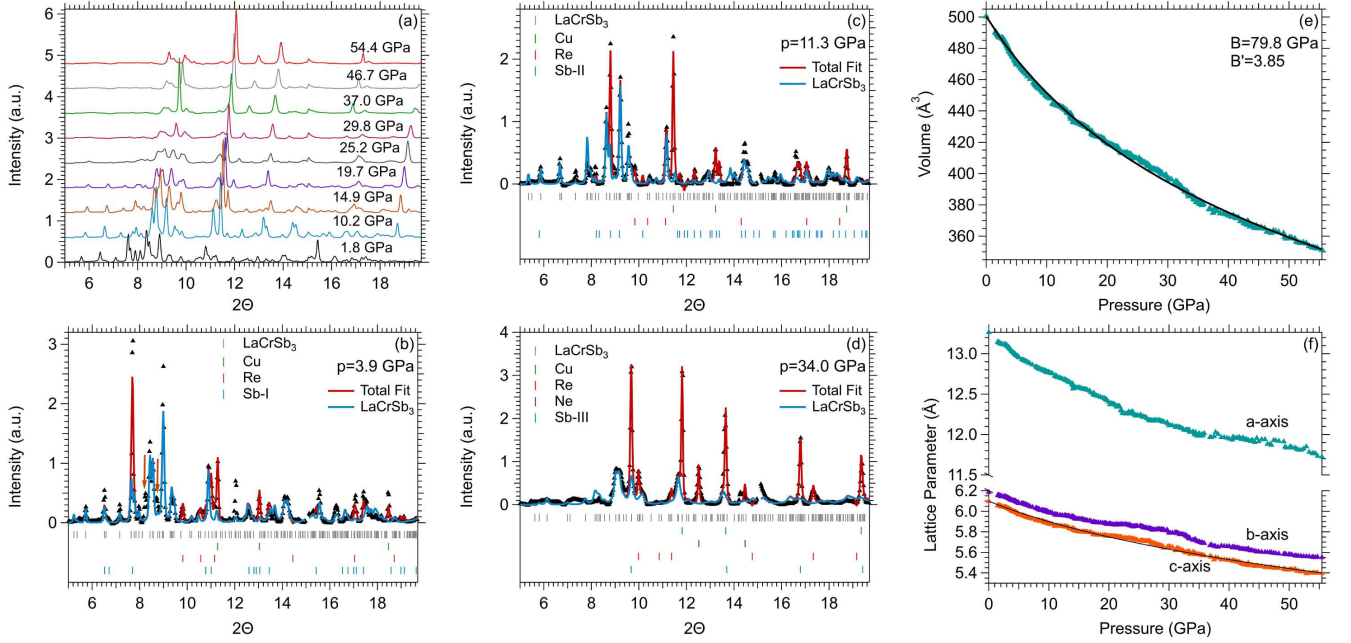 (a)
6
5
4
3
2
1
0
Intensity (a.u.)
54.4 GPa
46.7 GPa
37.0 GPa
29.8 GPa
25.2 GPa
19.7 GPa
14.9 GPa
10.2 GPa
1.8 GPa
6 8 10 12 14 16 18
2Θ
(b)
p=3.9 GPa
LaCrSb3
Cu
Re
Sb-I
Total Fit
LaCrSb3
3
2
1
0
Intensity (a.u.)
6 8 10 12 14 16 18
2Θ
(c)
p=11.3 GPa
LaCrSb3
Cu
Re
Sb-II
Total Fit
LaCrSb3
2
1
0
Intensity (a.u.)
6 8 10 12 14 16 18
2Θ
(d)
p=34.0 GPa
LaCrSb3
Cu
Re
Ne
Sb-III
Total Fit
LaCrSb3
4
3
2
1
0
Intensity (a.u.)
6 8 10 12 14 16 18
2Θ
(e)
B=79.8 GPa
B'=3.85
500
480
460
440
420
400
380
360
Volume (Å3)
0 10 20 30 40 50
Pressure (GPa)
(f)
13.0
12.5
12.0
11.5
6.2
6.0
5.8
5.6
5.4
Lattice Parameter (Å)
a-axis
b-axis
c-axis
0 10 20 30 40 50
Pressure (GPa)